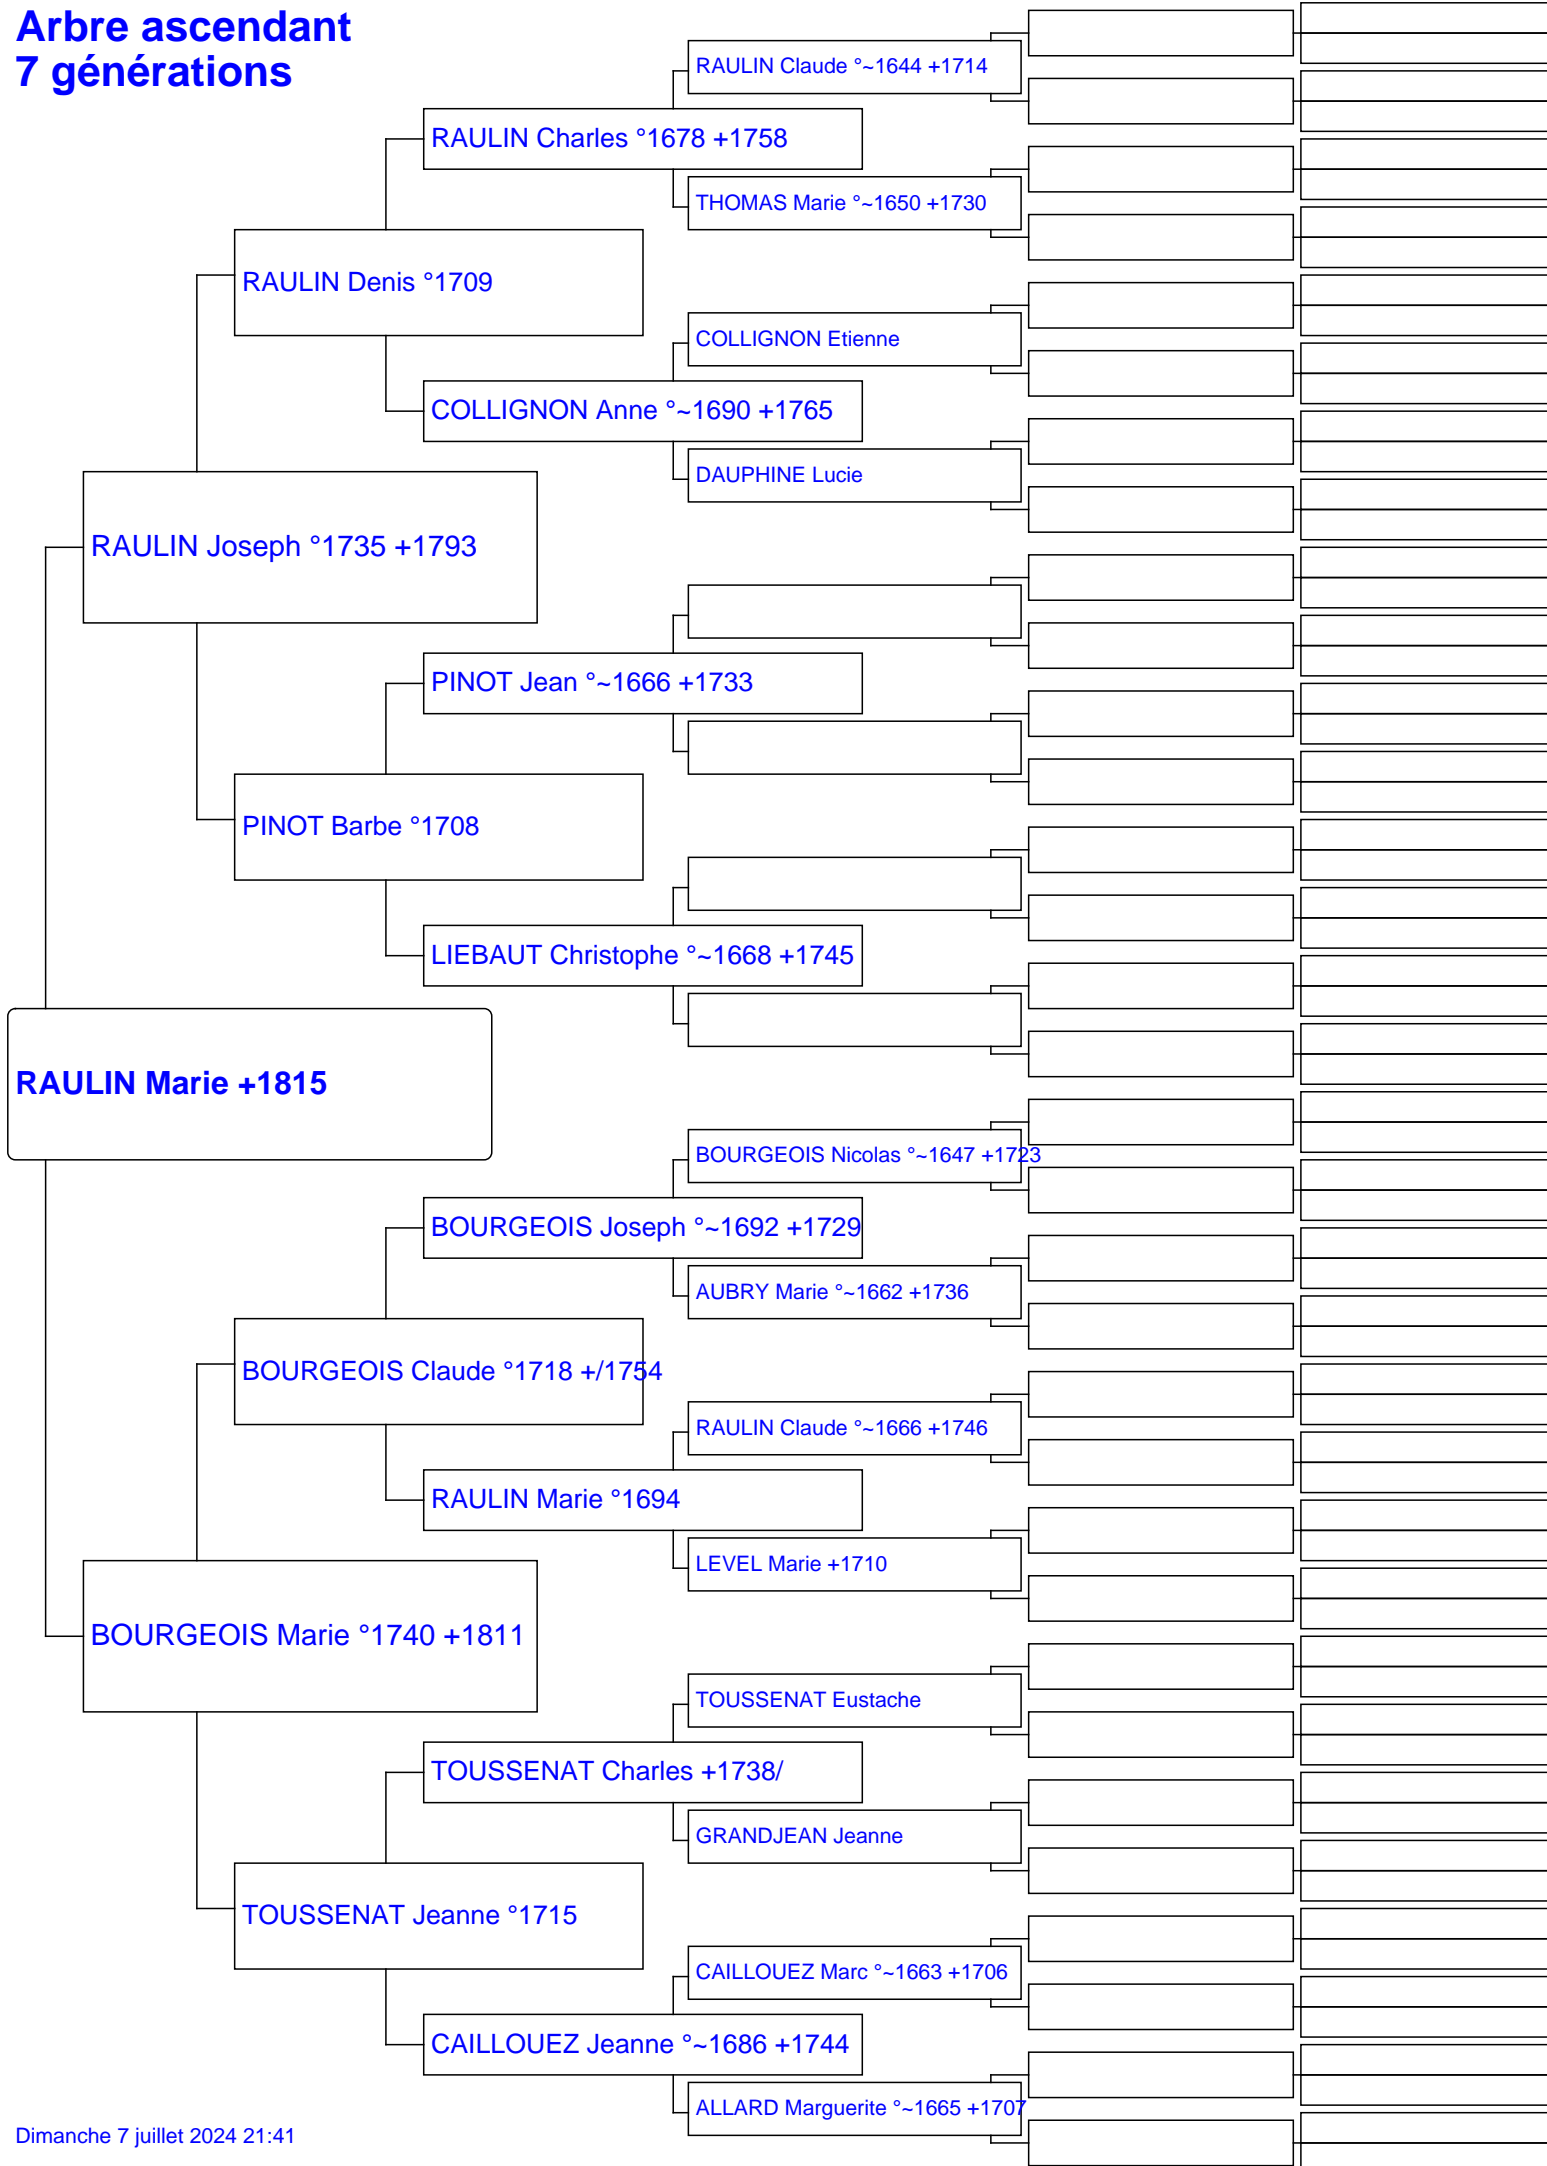 Arbre ascendant
7 générations
RAULIN Claude °~1644 +1714
RAULIN Charles °1678 +1758
THOMAS Marie °~1650 +1730
RAULIN Denis °1709
COLLIGNON Etienne
COLLIGNON Anne °~1690 +1765
DAUPHINE Lucie
RAULIN Joseph °1735 +1793
PINOT Jean °~1666 +1733
PINOT Barbe °1708
LIEBAUT Christophe °~1668 +1745
RAULIN Marie +1815
BOURGEOIS Nicolas °~1647 +1723
BOURGEOIS Joseph °~1692 +1729
AUBRY Marie °~1662 +1736
BOURGEOIS Claude °1718 +/1754
RAULIN Claude °~1666 +1746
RAULIN Marie °1694
LEVEL Marie +1710
BOURGEOIS Marie °1740 +1811
TOUSSENAT Eustache
TOUSSENAT Charles +1738/
GRANDJEAN Jeanne
TOUSSENAT Jeanne °1715
CAILLOUEZ Marc °~1663 +1706
CAILLOUEZ Jeanne °~1686 +1744
ALLARD Marguerite °~1665 +1707
Dimanche 7 juillet 2024 21:41